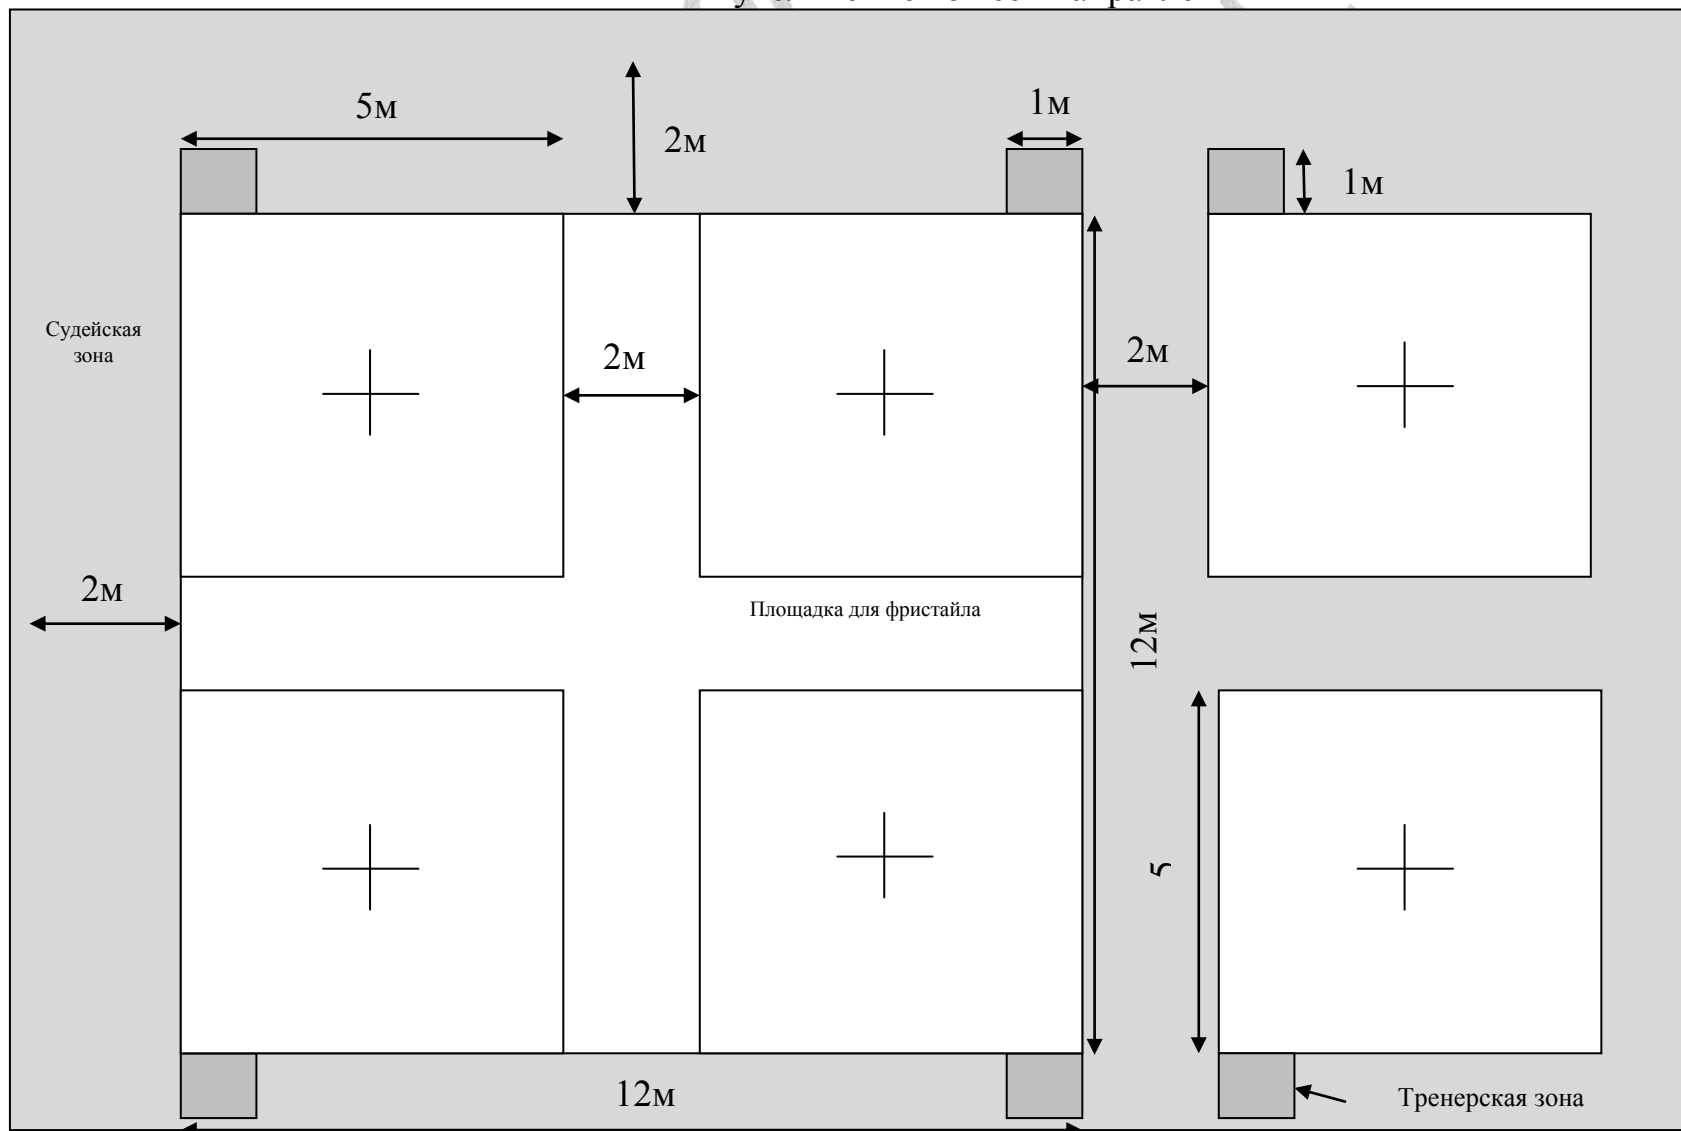 5м
1м
2м
1м
Судейская
зона
2м
2м
2м
Площадка для фристайла
12м
5
12м
Тренерская зона